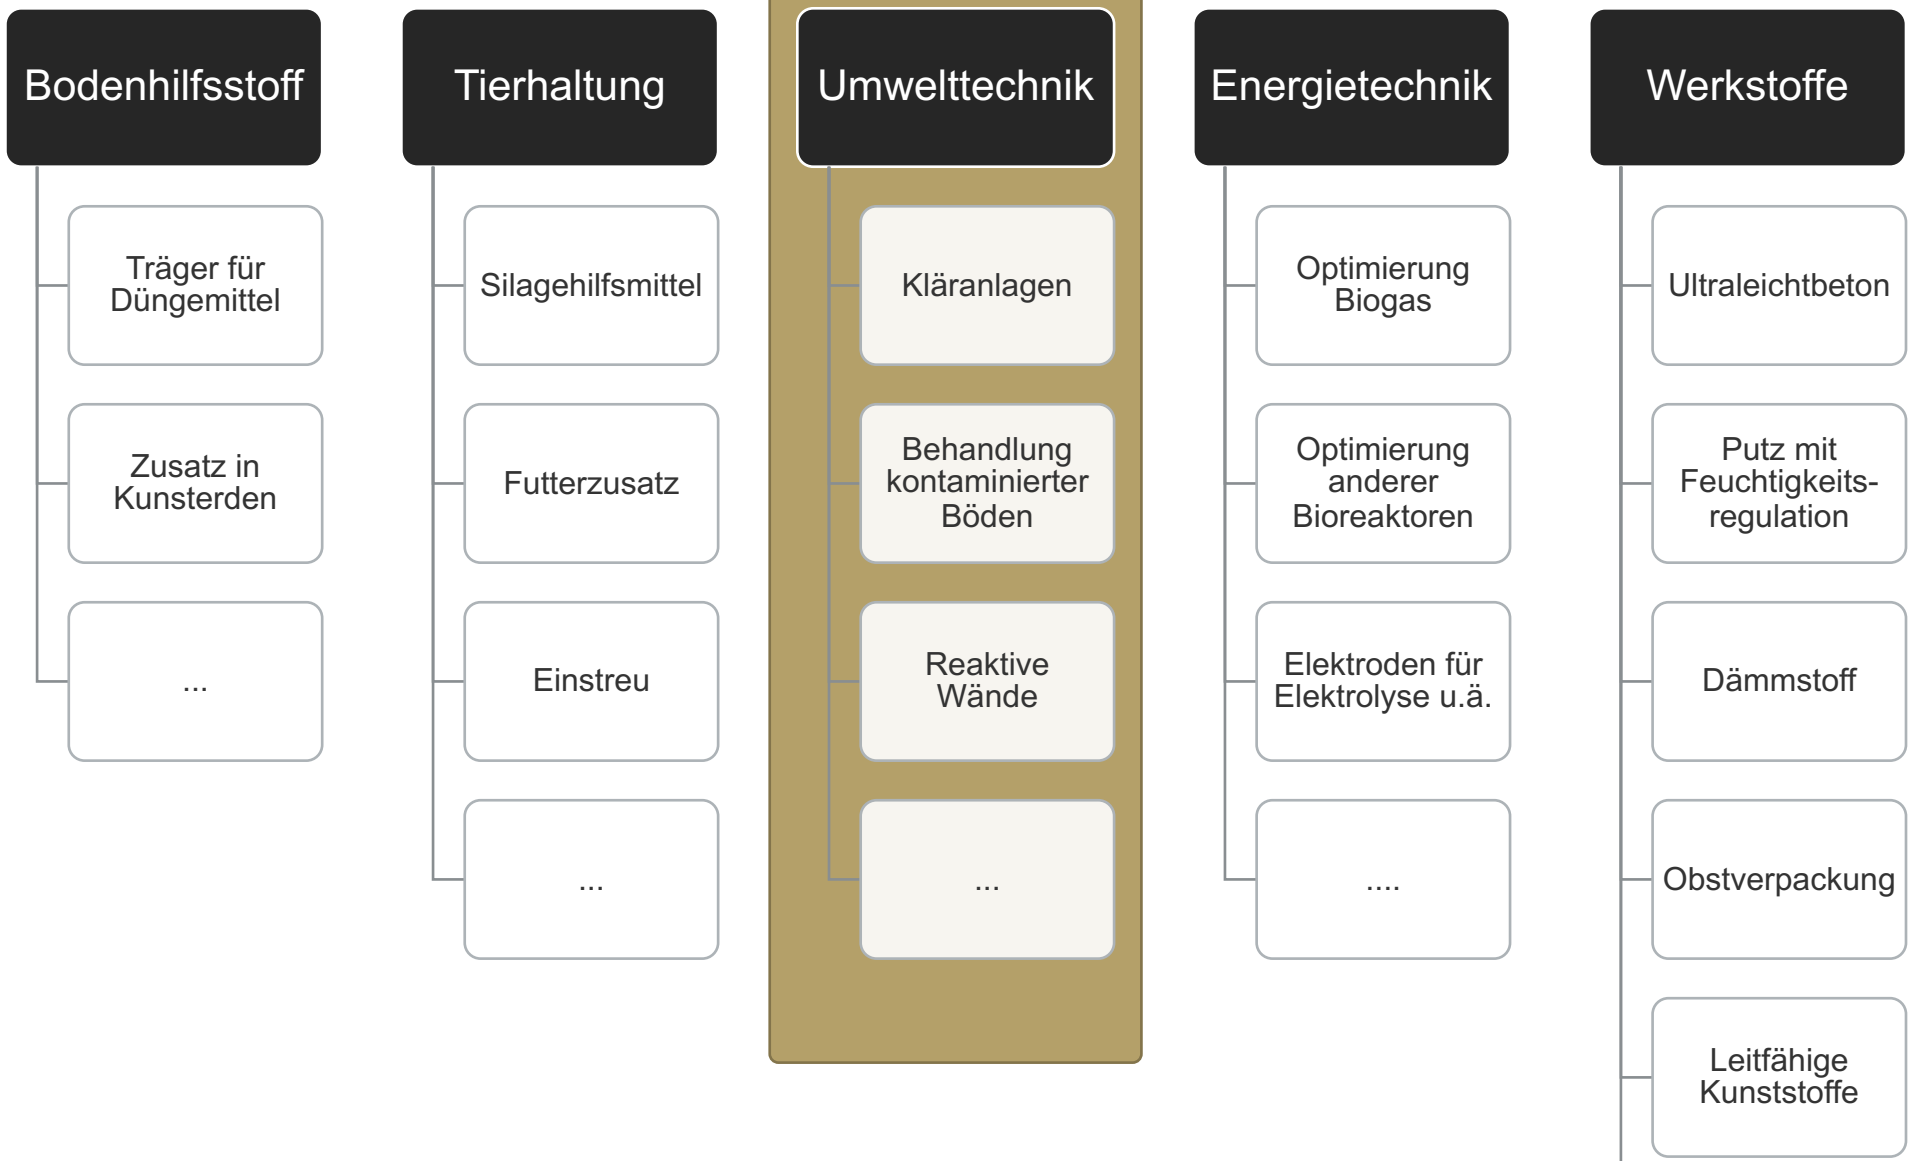 Bodenhilfsstoff
Träger für
Düngemittel
Zusatz in
Kunsterden
...
Tierhaltung
Silagehilfsmittel
Futterzusatz
Einstreu
...
Umwelttechnik
Kläranlagen
Behandlung
kontaminierter
Böden
Reaktive
Wände
...
Energietechnik
Optimierung
Biogas
Optimierung
anderer
Bioreaktoren
Elektroden für
Elektrolyse u.ä.
....
Werkstoffe
Ultraleichtbeton
Putz mit
Feuchtigkeits-
regulation
Dämmstoff
Obstverpackung
Leitfähige
Kunststoffe